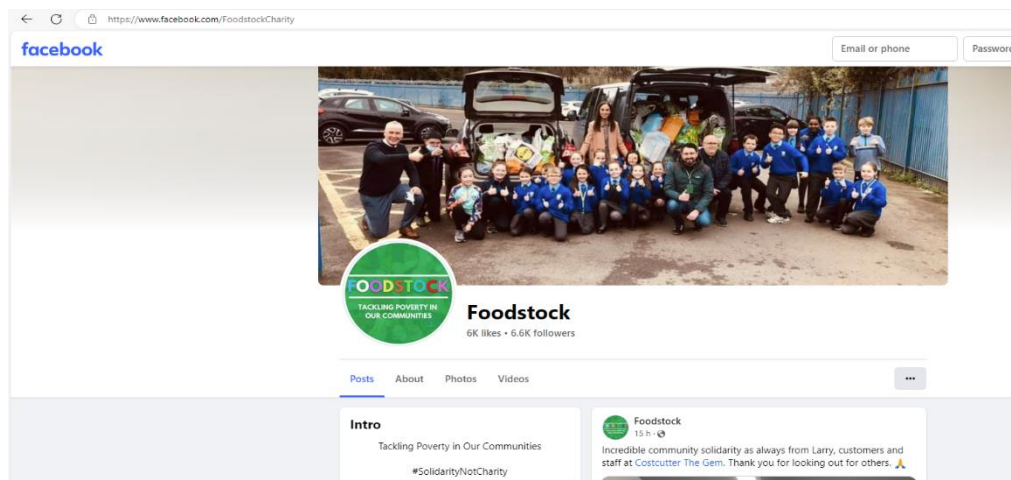 https://www.facebook.com/FoodstockCharity
facebook
Email or phone
Password
FOODSTOCK
TACKLING POVERTY IN
OUR COMMUNITIES
Foodstock
6K likes • 6.6K followers
Posts About Photos Videos
Intro
Tackling Poverty in Our Communities
#SolidarityNotCharity
Foodstock
15 h
Incredible community solidarity as always from Larry, customers and
staff at Costcutter The Gem. Thank you for looking out for others. 🙏